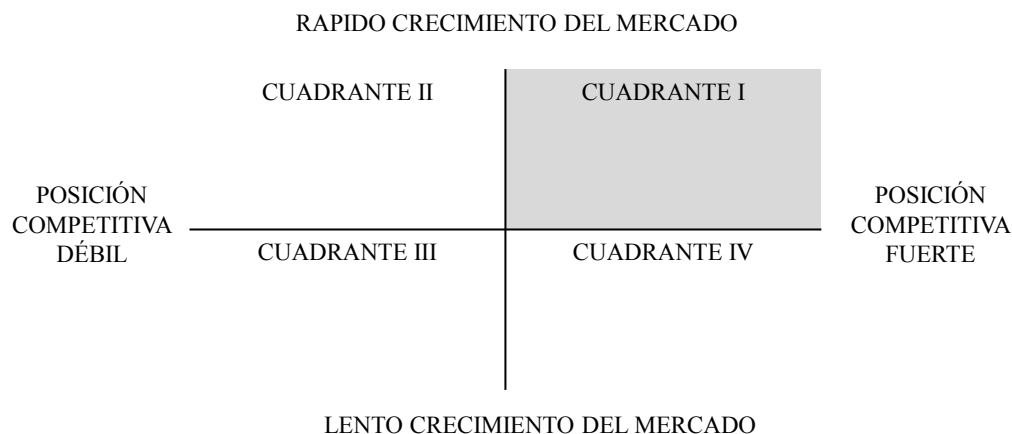 RAPIDO CRECIMIENTO DEL MERCADO
CUADRANTE II
CUADRANTE I
POSICIÓN
COMPETITIVA
DÉBIL
POSICIÓN
COMPETITIVA
FUERTE
CUADRANTE III
CUADRANTE IV
LENTO CRECIMIENTO DEL MERCADO